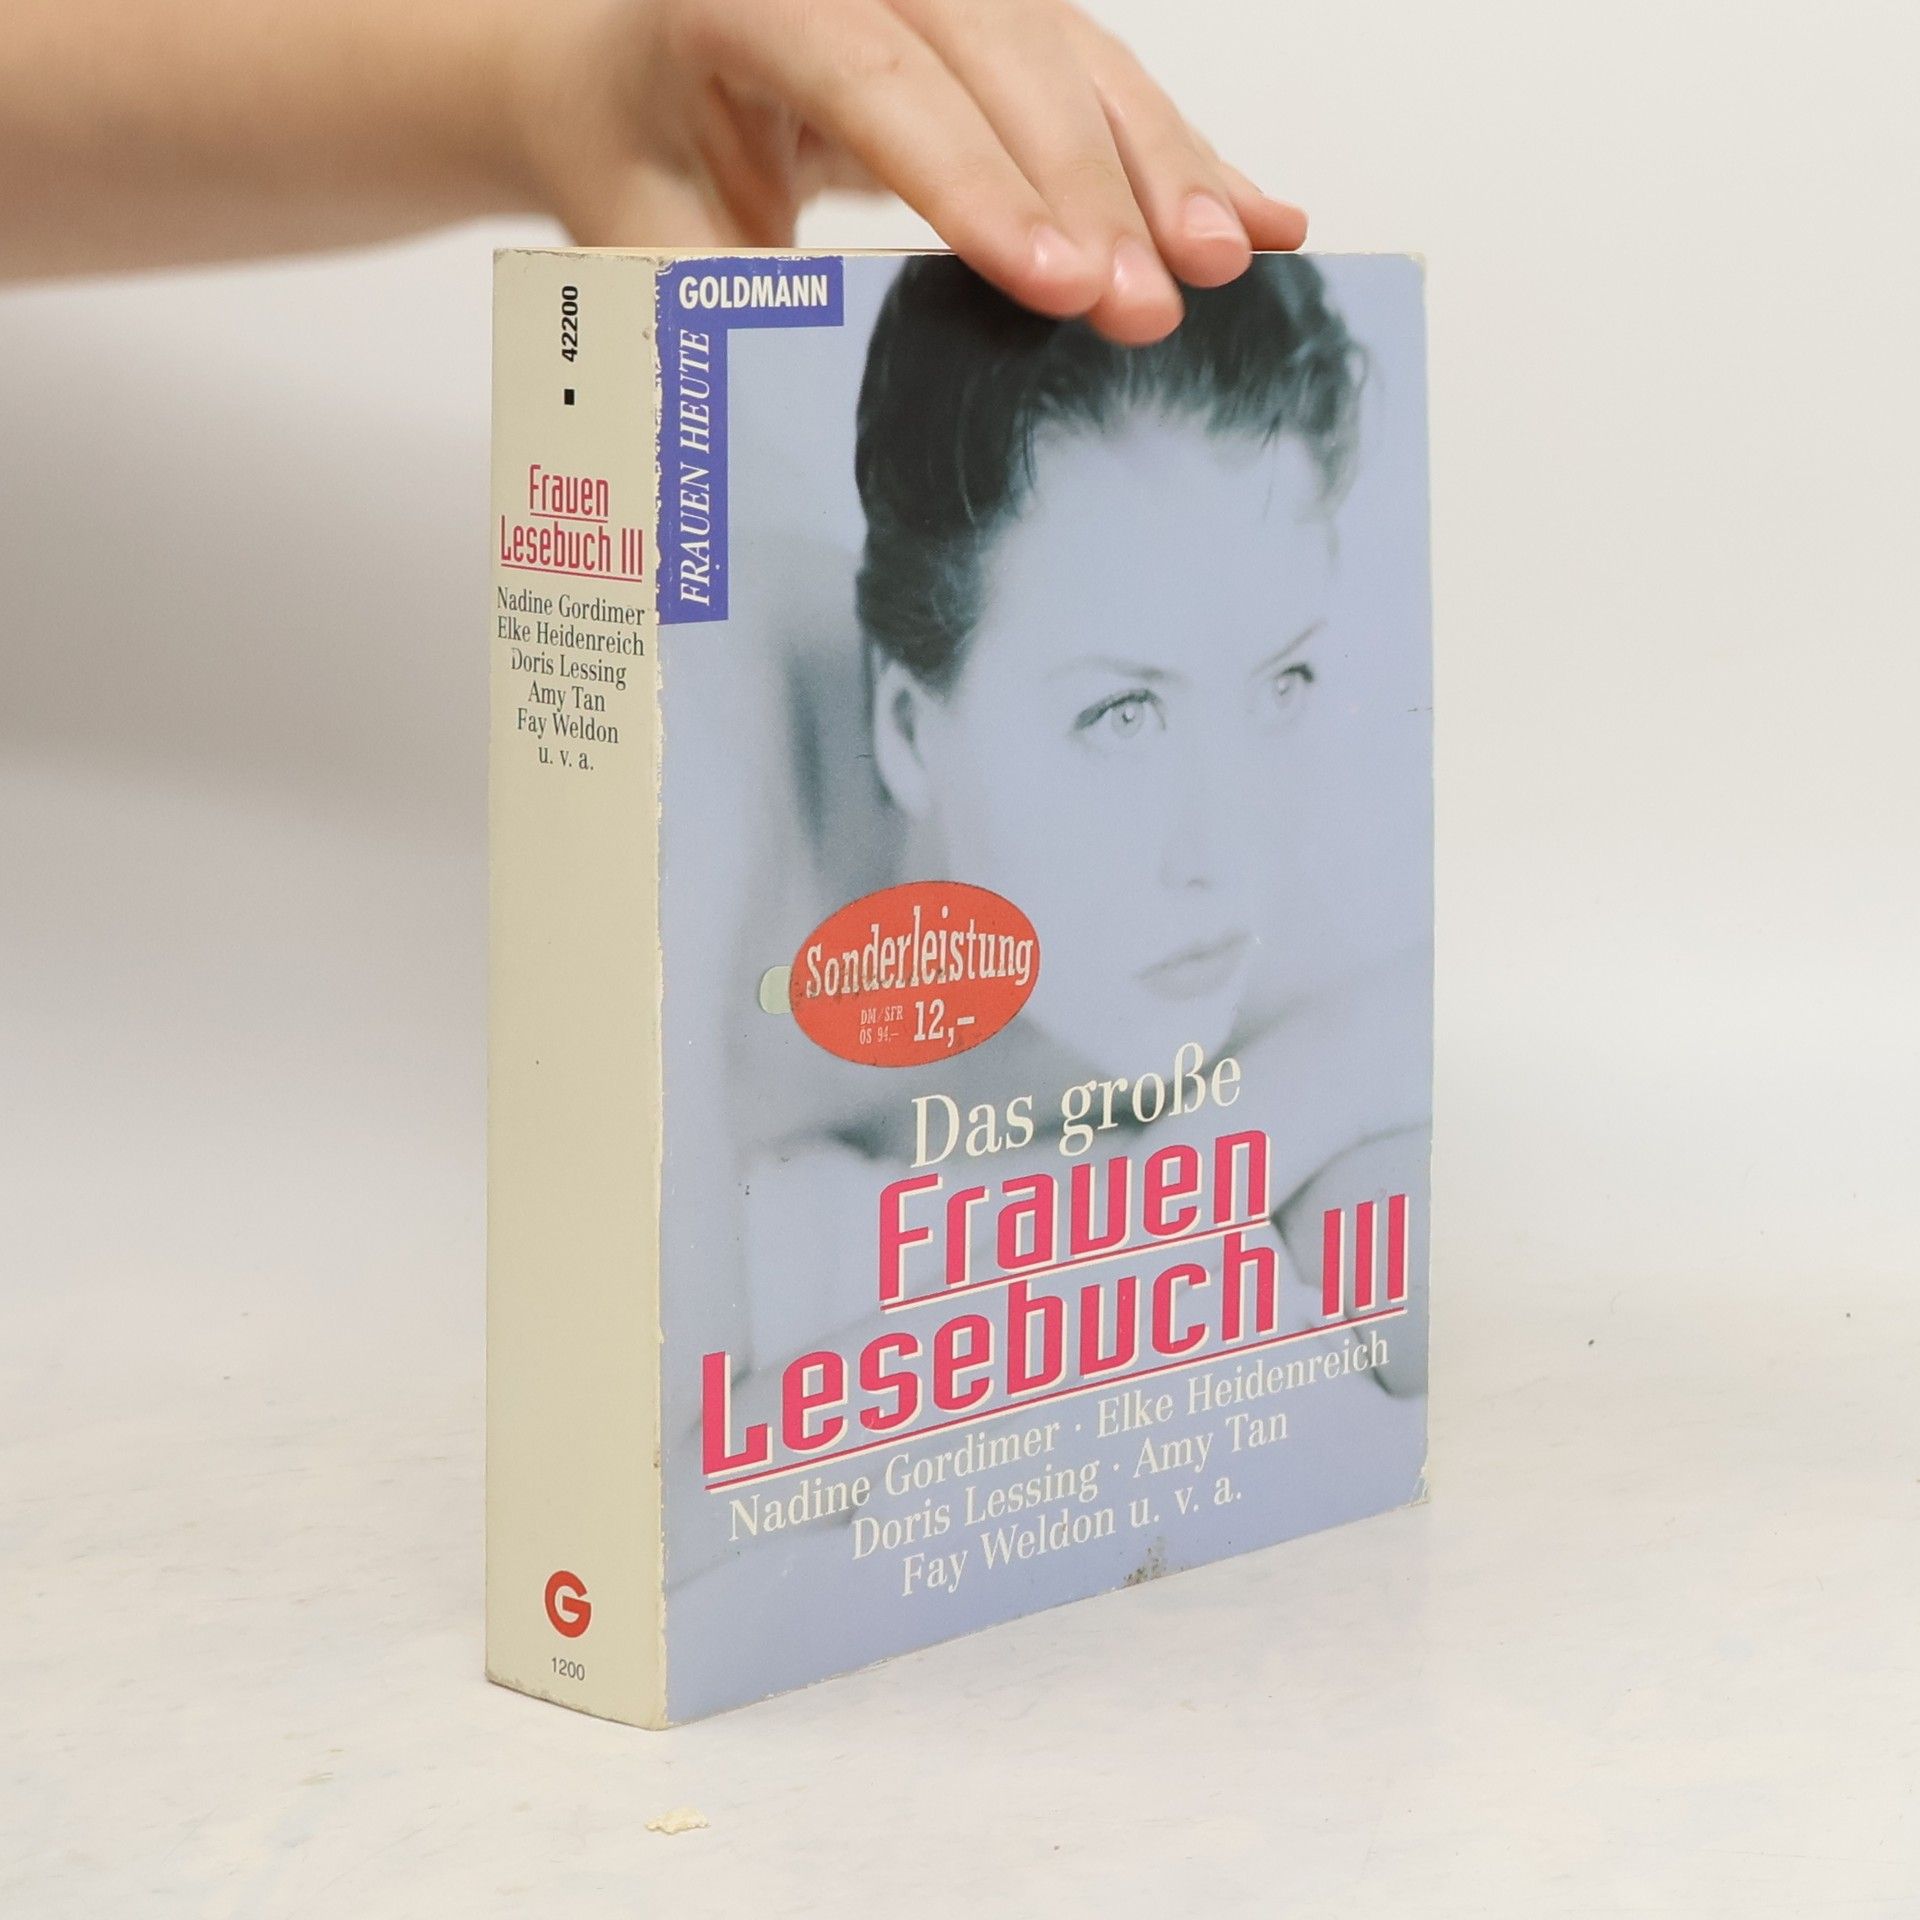 42200
Frauen
Lesebuch III
Nadine Gordimer
Elke Heidenreich
Doris Lessing
Amy Tan
Fay Weldon
u. v. a.
G
1200
GOLDMANN
FRAUEN HEUTE
Sonderleistung
DM/SFR 12,–
ÖS 94,–
Das große
Frauen
Lesebuch III
Nadine Gordimer · Elke Heidenreich
Doris Lessing · Amy Tan
Fay Weldon u. v. a.